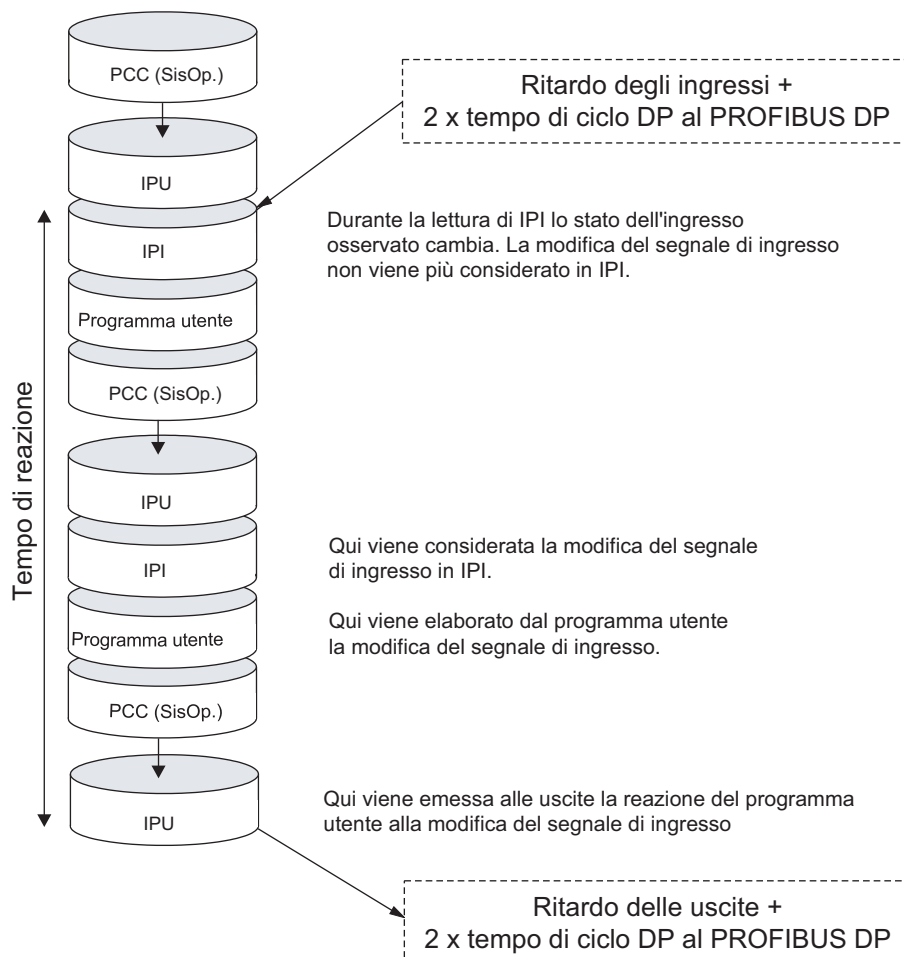 PCC (SisOp.)
Ritardo degli ingressi +
2 x tempo di ciclo DP al PROFIBUS DP
IPU
Durante la lettura di IPI lo stato dell'ingresso
osservato cambia. La modifica del segnale di ingresso
non viene più considerato in IPI.
IPI
Programma utente
PCC (SisOp.)
Tempo di reazione
IPU
Qui viene considerata la modifica del segnale
di ingresso in IPI.
IPI
Qui viene elaborato dal programma utente
la modifica del segnale di ingresso.
Programma utente
PCC (SisOp.)
Qui viene emessa alle uscite la reazione del programma
utente alla modifica del segnale di ingresso
IPU
Ritardo delle uscite +
2 x tempo di ciclo DP al PROFIBUS DP